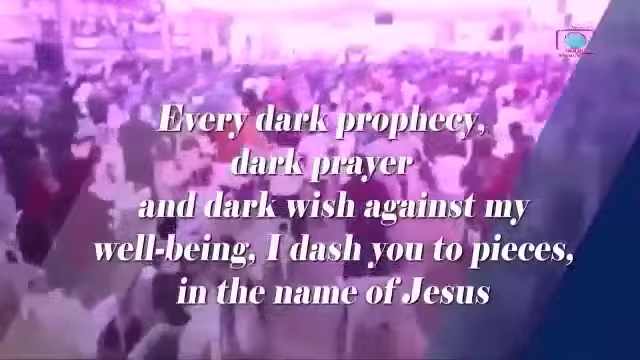 Every dark prophecy,
dark prayer
and dark wish against my
well-being, I dash you to pieces,
in the name of Jesus